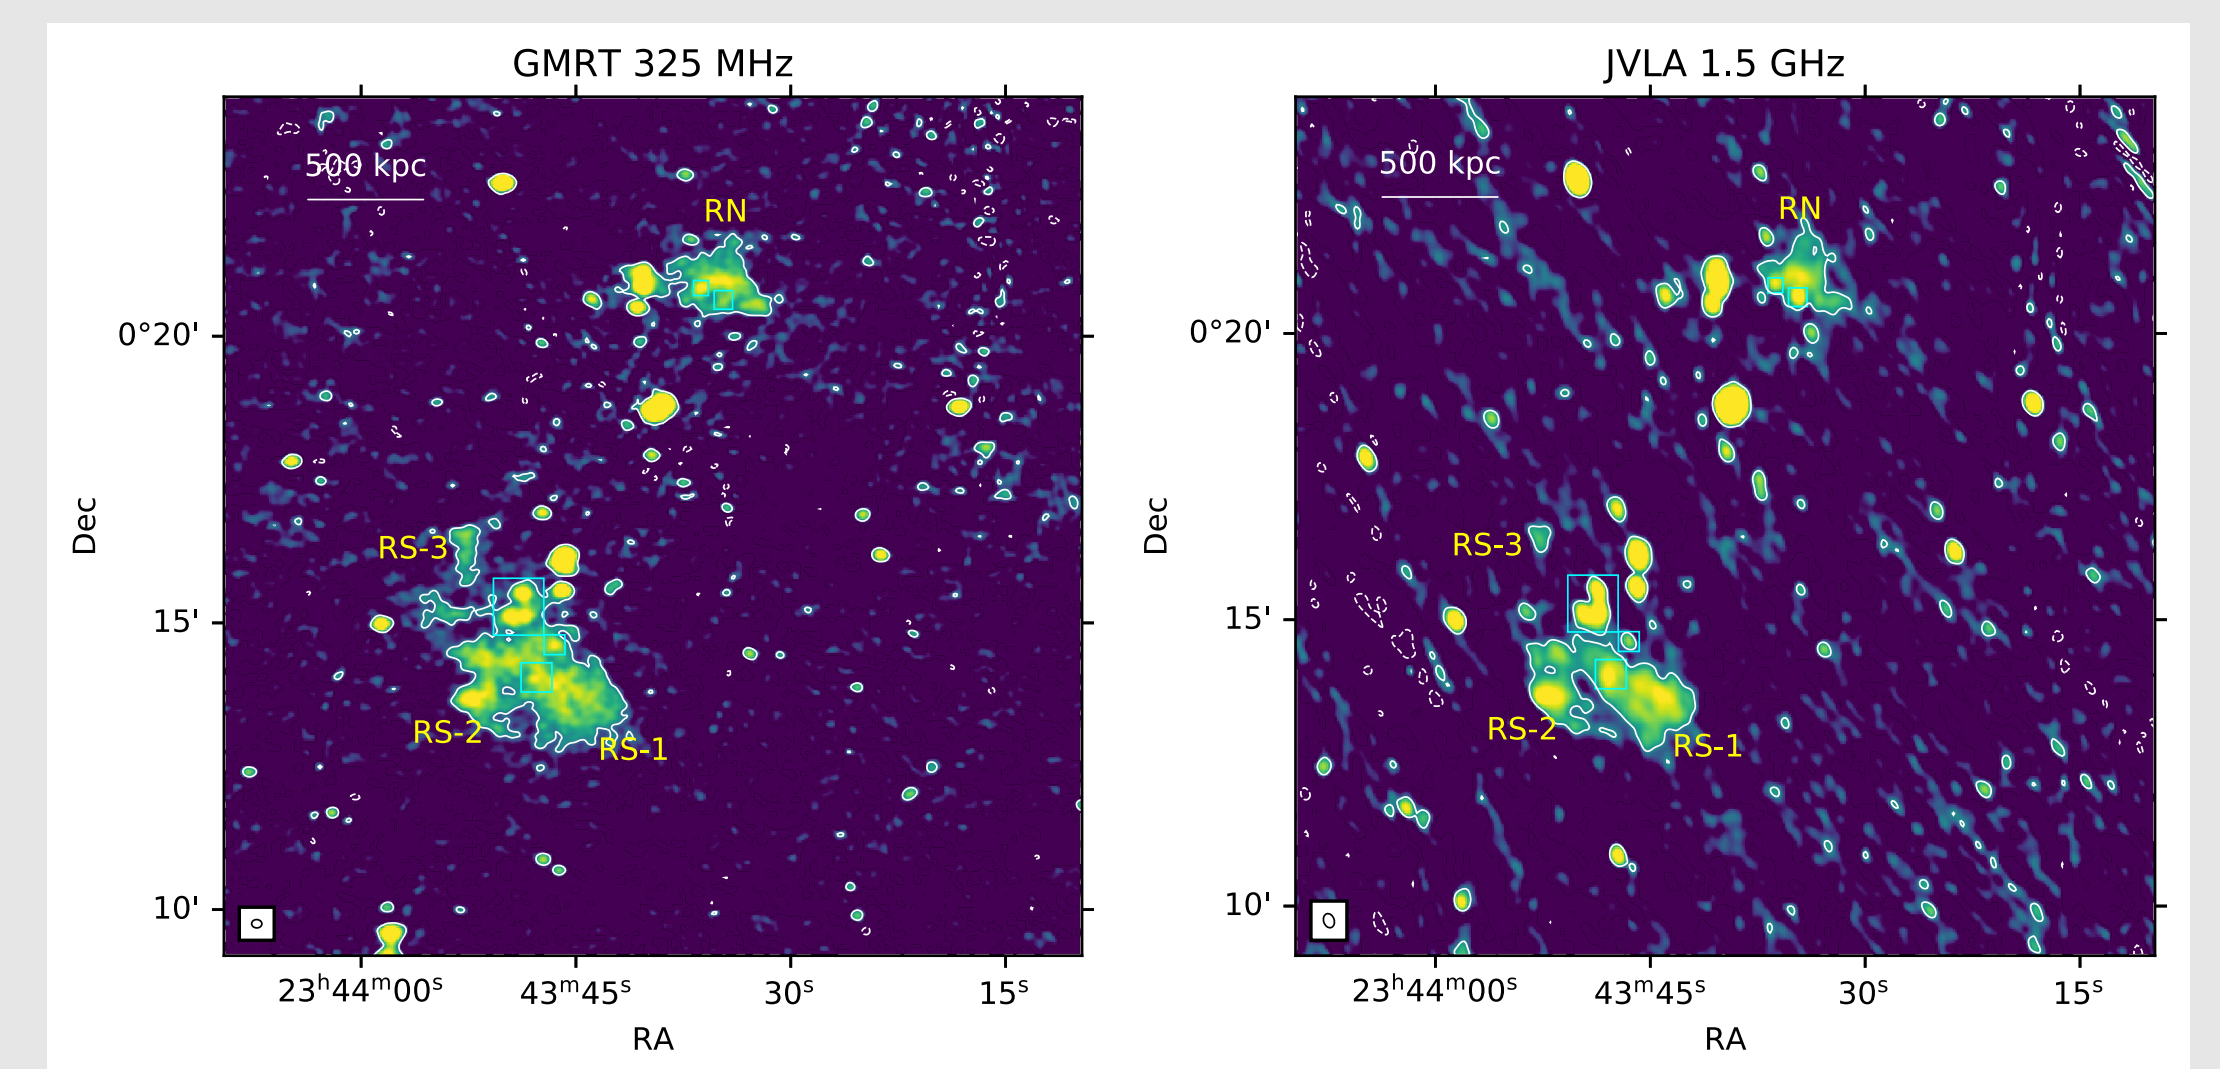 GMRT 325 MHz
500 kpc
RN
0°20'
RS-3
Dec
15'
RS-2
RS-1
10'
23ʰ44ᵐ00ˢ 43ᵐ45ˢ 30ˢ 15ˢ
RA
JVLA 1.5 GHz
500 kpc
RN
0°20'
RS-3
Dec
15'
RS-2
RS-1
10'
23ʰ44ᵐ00ˢ 43ᵐ45ˢ 30ˢ 15ˢ
RA